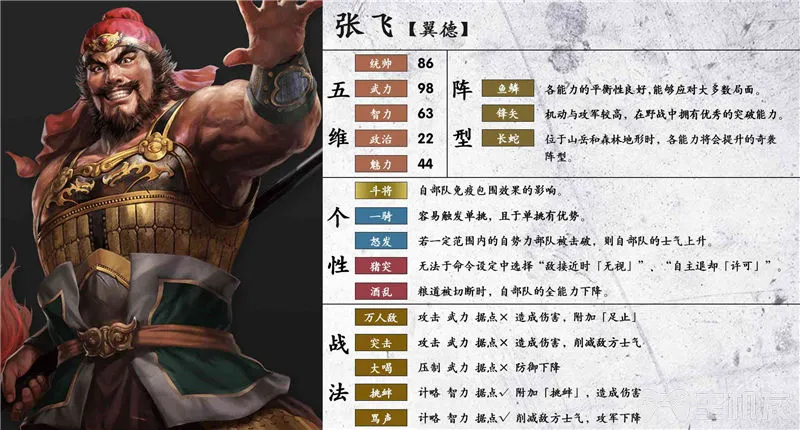 张飞【翼德】
五维
统帅 86
武力 98
智力 63
政治 22
魅力 44
阵型
鱼鳞 各能力的平衡性良好,能够应对大多数局面。
锋矢 机动与攻军较高,在野战中拥有优秀的突破能力。
长蛇 位于山岳和森林地形时,各能力将会提升的奇袭
阵型。
个性
斗将 自部队免疫包围效果的影响。
一骑 容易触发单挑,且于单挑有优势。
怒发 若一定范围内的自势力部队被击破,则自部队的士气上升。
猪突 无法于命令设定中选择“敌接近时「无视」”、“自主退却「许可」”。
酒乱 粮道被切断时,自部队的全能力下降。
战法
万人敌 攻击 武力 据点× 造成伤害,附加「足止」
突击 攻击 武力 据点× 造成伤害,削减敌方士气
大喝 压制 武力 据点× 防御下降
挑衅 计略 智力 据点✓ 附加「挑衅」,造成伤害
骂声 计略 智力 据点✓ 削减敌方士气,攻军下降